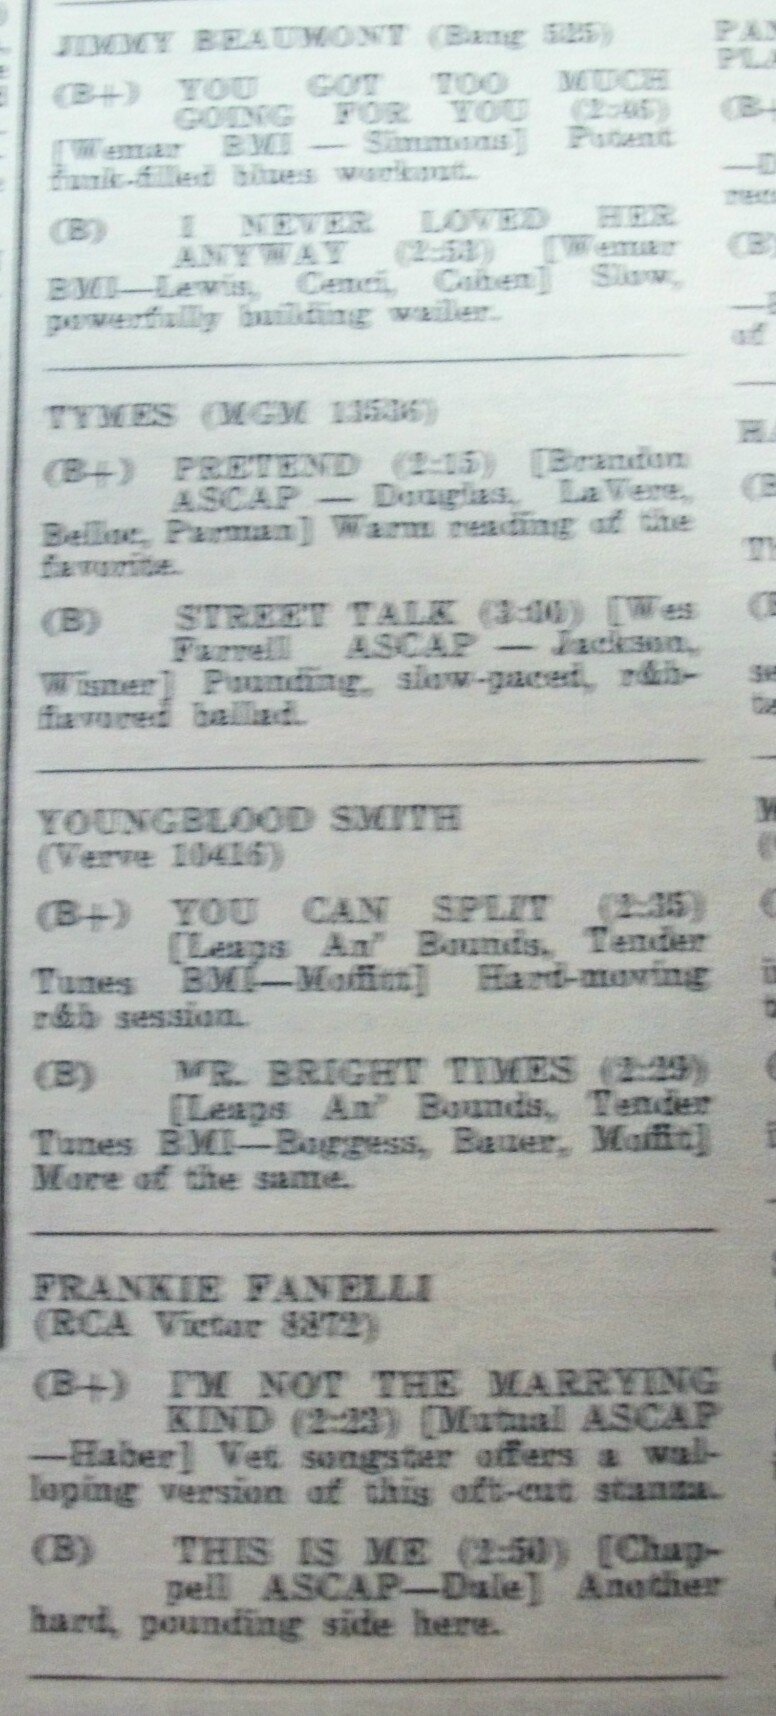 JIMMY BEAUMONT (Bang 525)
(B+) YOU GOT TOO MUCH
GOING FOR YOU (2:05)
[Wemar BMI — Simmons] Potent
funk-filled blues workout.
(B) I NEVER LOVED HER
ANYWAY (2:53) [Wemar
BMI—Lewis, Cenci, Cohen] Slow,
powerfully building wailer.
TYMES (MGM 13536)
(B+) PRETEND (2:15) [Brandon
ASCAP — Douglas, LaVere,
Belloc, Parman] Warm reading of the
favorite.
(B) STREET TALK (3:00) [Wes
Farrell ASCAP — Jackson,
Wisner] Pounding, slow-paced, r&b-
flavored ballad.
YOUNGBLOOD SMITH
(Verve 10416)
(B+) YOU CAN SPLIT (2:35)
[Leaps An' Bounds, Tender
Tunes BMI—Moffitt] Hard-moving
r&b session.
(B) MR. BRIGHT TIMES (2:29)
[Leaps An' Bounds, Tender
Tunes BMI—Boggess, Bauer, Moffit]
More of the same.
FRANKIE FANELLI
(RCA Victor 8872)
(B+) I'M NOT THE MARRYING
KIND (2:23) [Mutual ASCAP
—Haber] Vet songster offers a wal-
loping version of this oft-cut stanza.
(B) THIS IS ME (2:50) [Chap-
pell ASCAP—Dale] Another
hard, pounding side here.